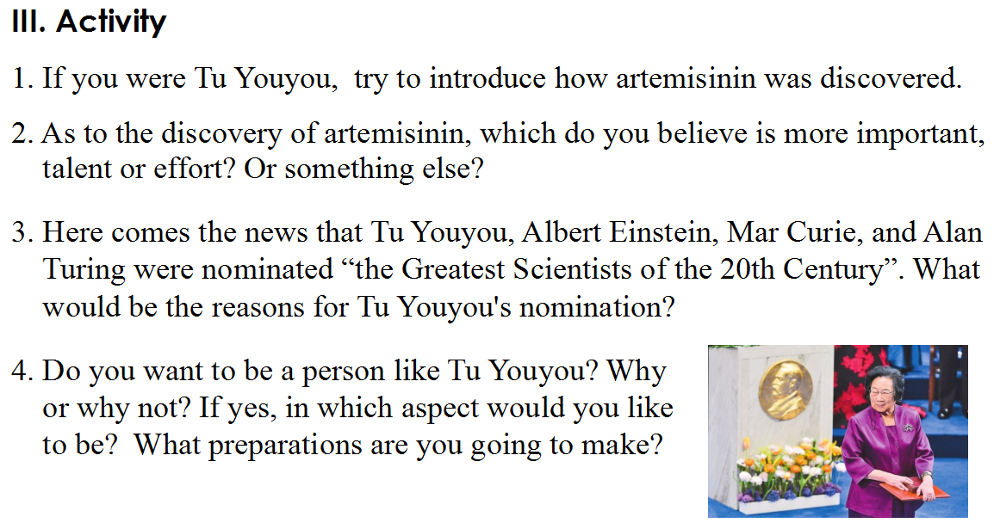 III. Activity
1. If you were Tu Youyou,  try to introduce how artemisinin was discovered.
2. As to the discovery of artemisinin, which do you believe is more important,
talent or effort? Or something else?
3. Here comes the news that Tu Youyou, Albert Einstein, Mar Curie, and Alan
Turing were nominated “the Greatest Scientists of the 20th Century”. What
would be the reasons for Tu Youyou's nomination?
4. Do you want to be a person like Tu Youyou? Why
or why not? If yes, in which aspect would you like
to be?  What preparations are you going to make?